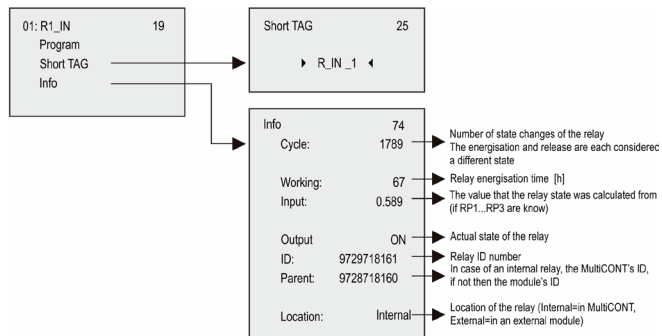 01: R1_IN 19
Program
Short TAG
Info
Short TAG 25
R_IN _1
Info 74
Cycle: 1789
Working: 67
Input: 0.589
Output ON
ID: 9729718161
Parent: 9728718160
Location: Internal
Number of state changes of the relay
The energisation and release are each considered
a different state
Relay energisation time [h]
The value that the relay state was calculated from
(if RP1...RP3 are know)
Actual state of the relay
Relay ID number
In case of an internal relay, the MultiCONT's ID,
if not then the module's ID
Location of the relay (Internal=in MultiCONT,
External=in an external module)